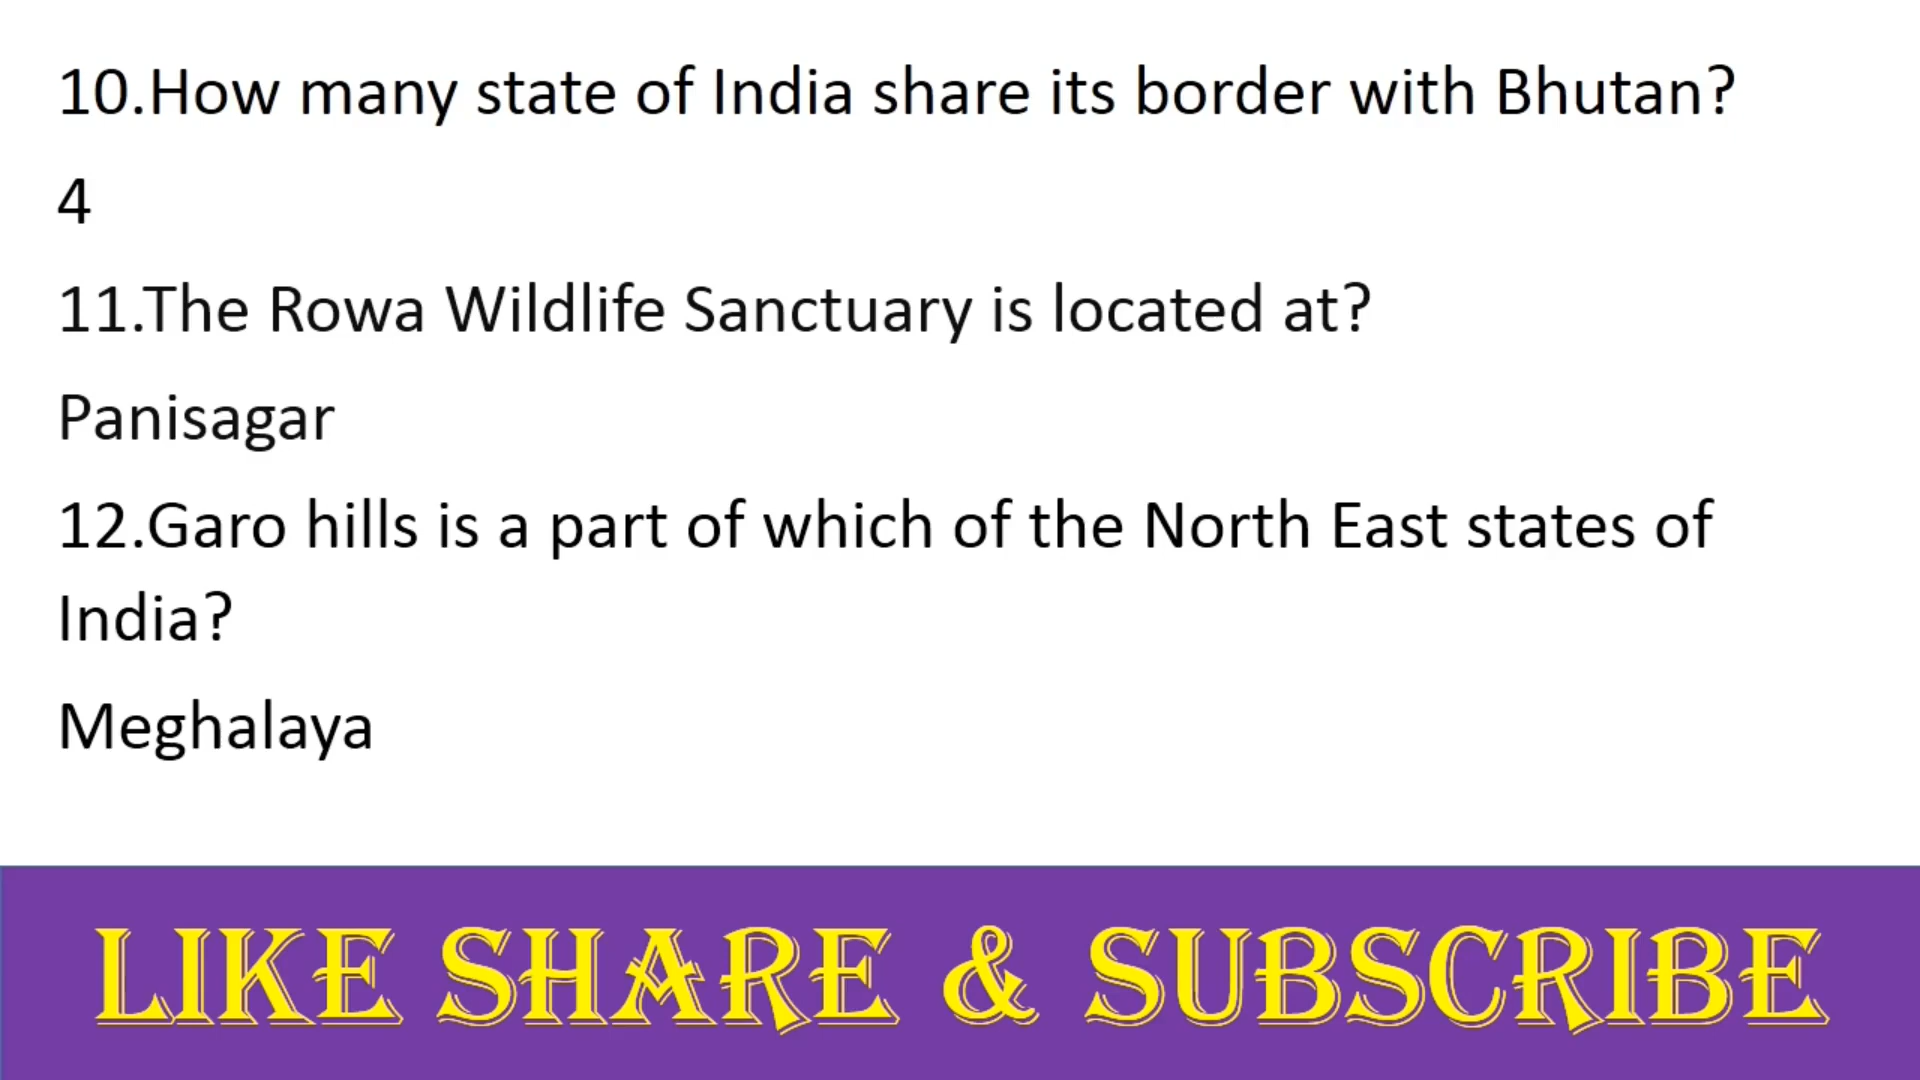 10.How many state of India share its border with Bhutan?
4
11.The Rowa Wildlife Sanctuary is located at?
Panisagar
12.Garo hills is a part of which of the North East states of
India?
Meghalaya
LIKE SHARE & SUBSCRIBE